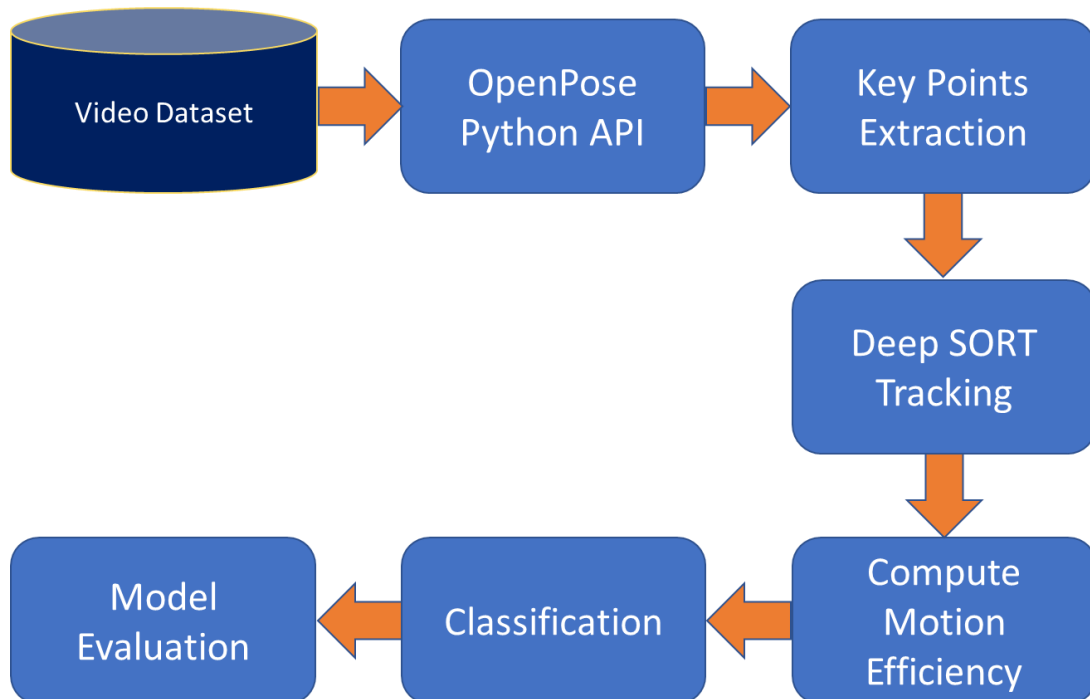 Video Dataset
OpenPose
Python API
Key Points
Extraction
Deep SORT
Tracking
Compute
Motion
Efficiency
Classification
Model
Evaluation